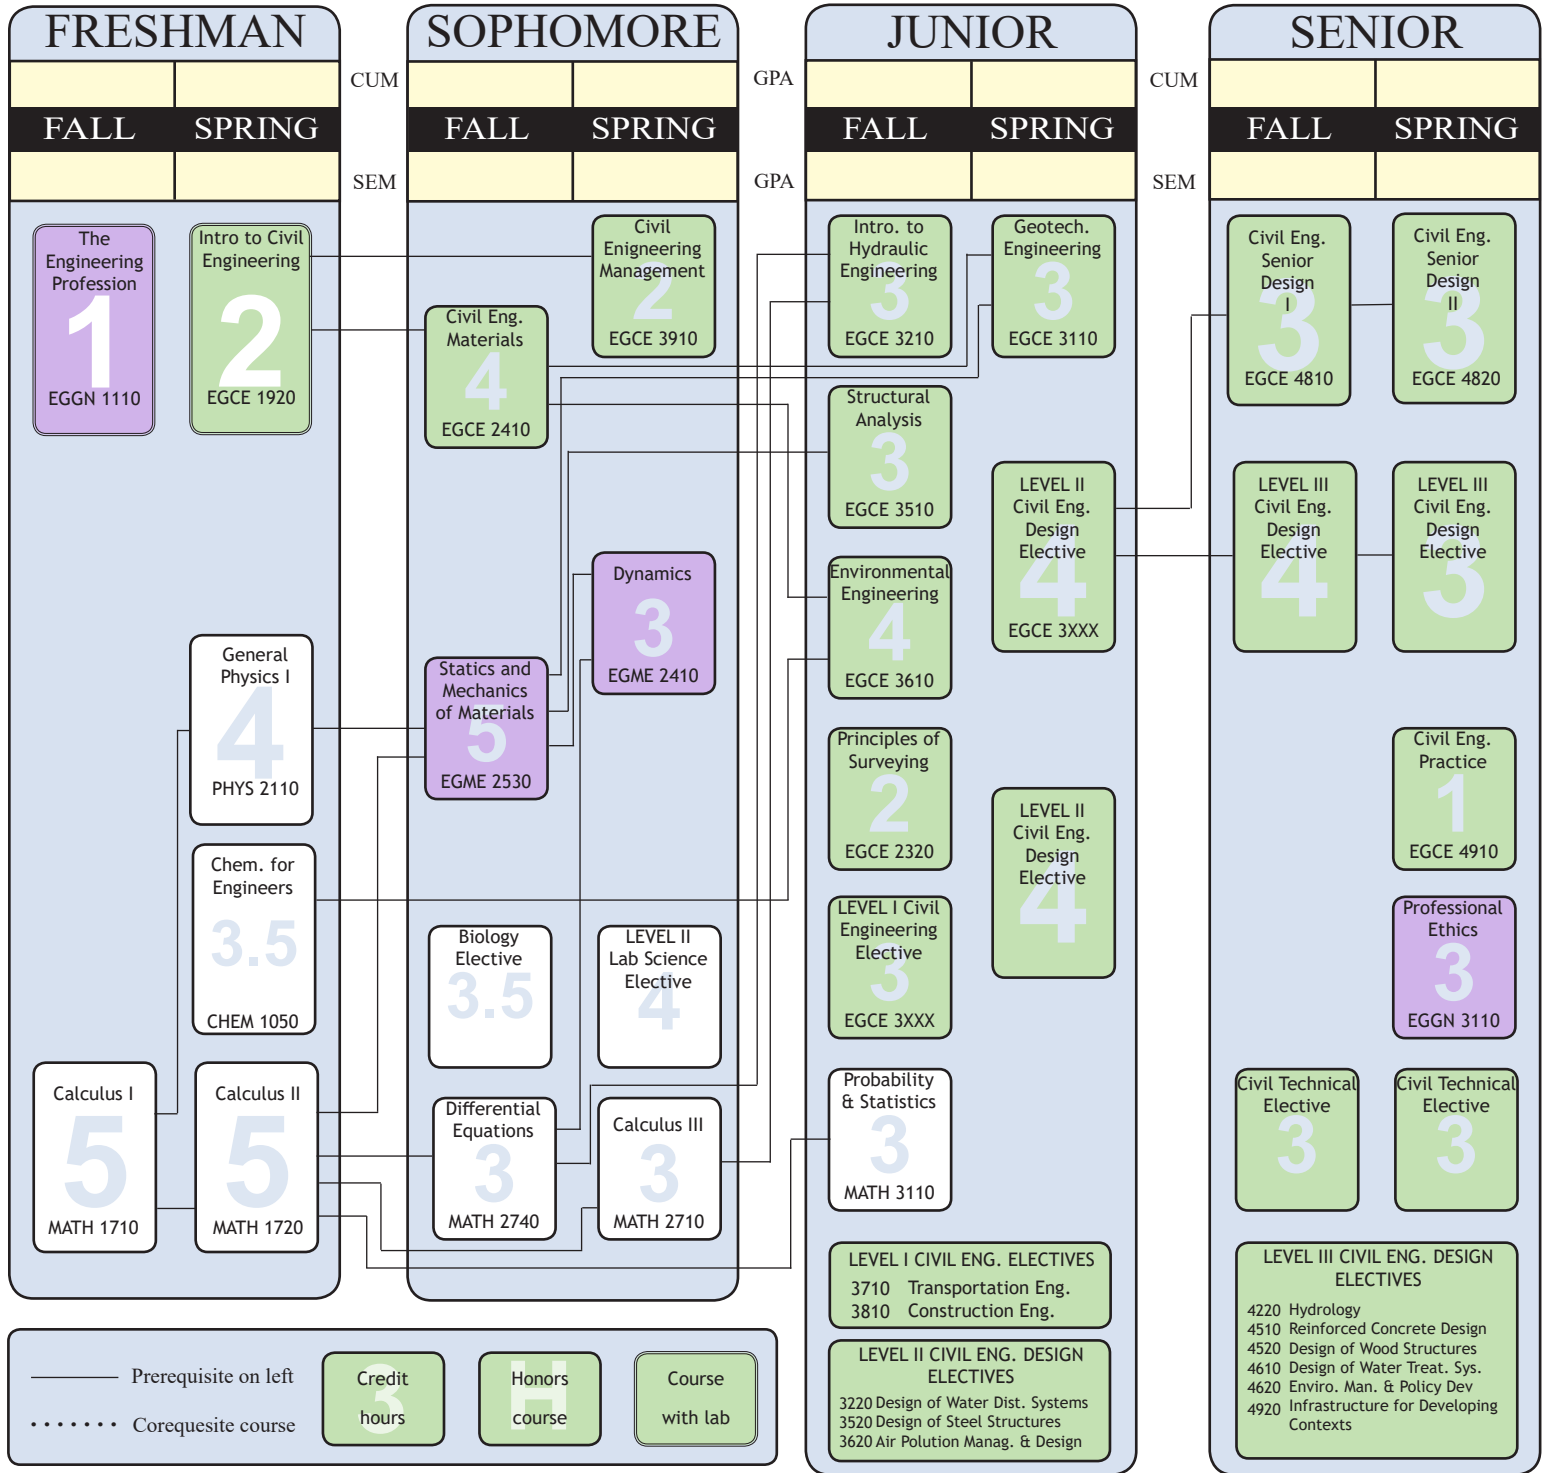 FRESHMAN
FALL
SPRING
The
Engineering
Profession
1
EGGN 1110
Intro to Civil
Engineering
2
EGCE 1920
General
Physics I
4
PHYS 2110
Chem. for
Engineers
3.5
CHEM 1050
Calculus I
5
MATH 1710
Calculus II
5
MATH 1720
CUM
SEM
SOPHOMORE
FALL
SPRING
Civil
Enigneering
Management
2
EGCE 3910
Civil Eng.
Materials
4
EGCE 2410
Dynamics
3
EGME 2410
Statics and
Mechanics
of Materials
5
EGME 2530
Biology
Elective
3.5
LEVEL II
Lab Science
Elective
4
Differential
Equations
3
MATH 2740
Calculus III
3
MATH 2710
GPA
GPA
JUNIOR
FALL
SPRING
Intro. to
Hydraulic
Engineering
3
EGCE 3210
Geotech.
Engineering
3
EGCE 3110
Structural
Analysis
3
EGCE 3510
LEVEL II
Civil Eng.
Design
Elective
4
EGCE 3XXX
Environmental
Engineering
4
EGCE 3610
Principles of
Surveying
2
EGCE 2320
LEVEL II
Civil Eng.
Design
Elective
4
LEVEL I Civil
Engineering
Elective
3
EGCE 3XXX
Probability
& Statistics
3
MATH 3110
LEVEL I CIVIL ENG. ELECTIVES
3710 Transportation Eng.
3810 Construction Eng.
LEVEL II CIVIL ENG. DESIGN
ELECTIVES
3220 Design of Water Dist. Systems
3520 Design of Steel Structures
3620 Air Polution Manag. & Design
CUM
SEM
SENIOR
FALL
SPRING
Civil Eng.
Senior
Design
I
3
EGCE 4810
Civil Eng.
Senior
Design
II
3
EGCE 4820
LEVEL III
Civil Eng.
Design
Elective
4
LEVEL III
Civil Eng.
Design
Elective
3
Civil Eng.
Practice
1
EGCE 4910
Professional
Ethics
3
EGGN 3110
Civil Technical
Elective
3
Civil Technical
Elective
3
LEVEL III CIVIL ENG. DESIGN
ELECTIVES
4220 Hydrology
4510 Reinforced Concrete Design
4520 Design of Wood Structures
4610 Design of Water Treat. Sys.
4620 Enviro. Man. & Policy Dev
4920 Infrastructure for Developing
Contexts
Prerequisite on left
Corequesite course
Credit
3
hours
Honors
H
course
Course
with lab